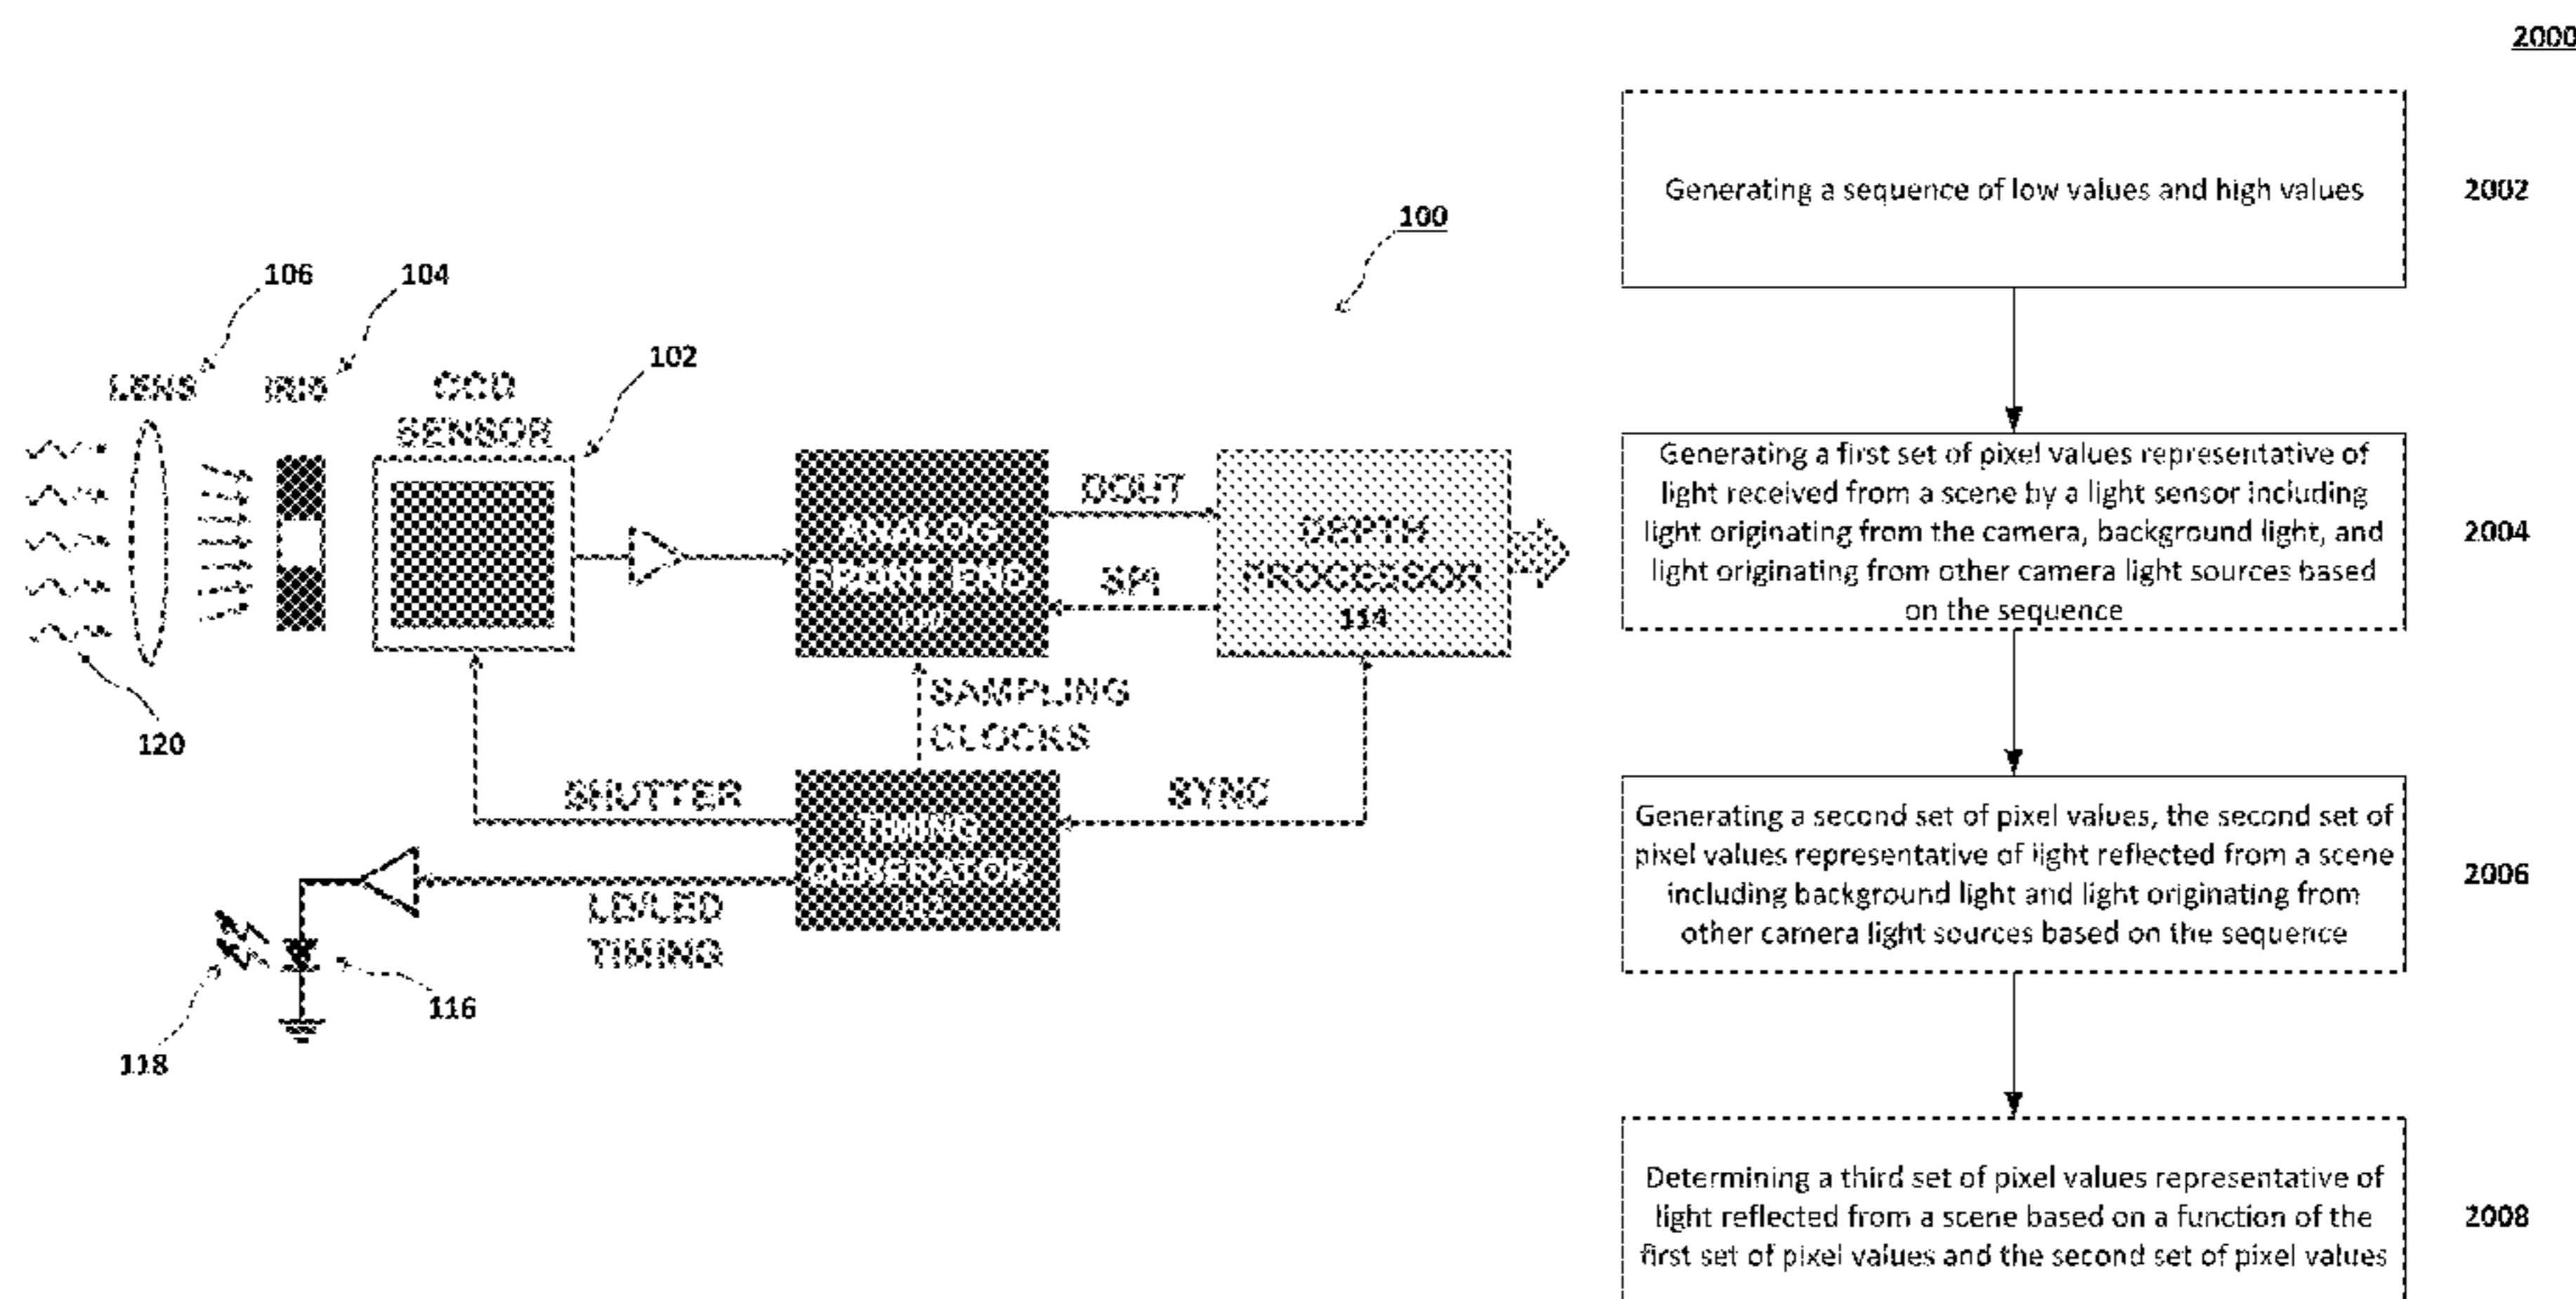 100
106
104
102
LENS
IRIS
CCD
SENSOR
ANALOG
FRONT END
DOUT
SPI
DEPTH
PROCESSOR
114
120
SAMPLING
CLOCKS
SHUTTER
SYNC
TIMING
GENERATOR
LD/LED
TIMING
116
118
2000
Generating a sequence of low values and high values
2002
Generating a first set of pixel values representative of
light received from a scene by a light sensor including
light originating from the camera, background light, and
light originating from other camera light sources based
on the sequence
2004
Generating a second set of pixel values, the second set of
pixel values representative of light reflected from a scene
including background light and light originating from
other camera light sources based on the sequence
2006
Determining a third set of pixel values representative of
light reflected from a scene based on a function of the
first set of pixel values and the second set of pixel values
2008